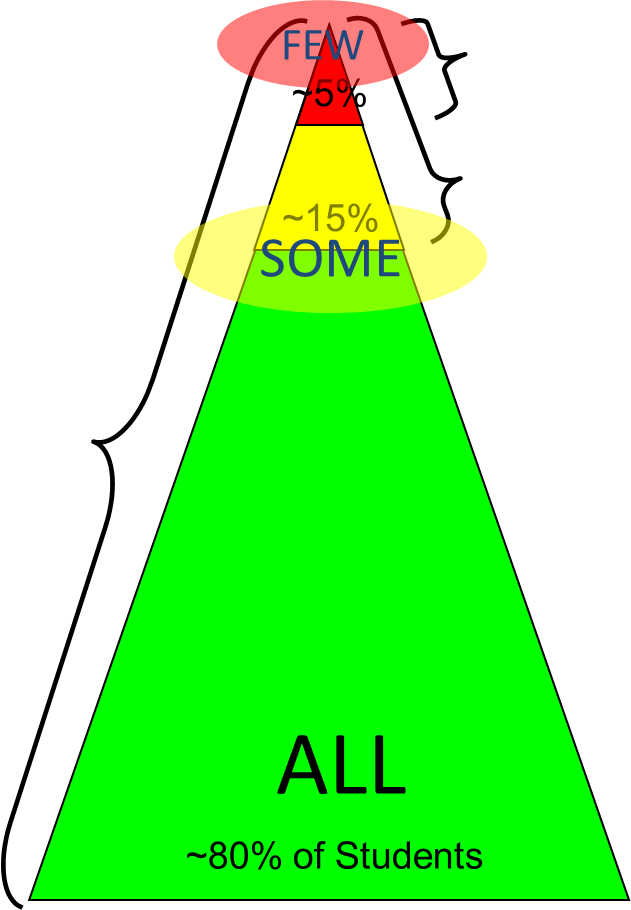 FEW
~5%
~15%
SOME
ALL
~80% of Students